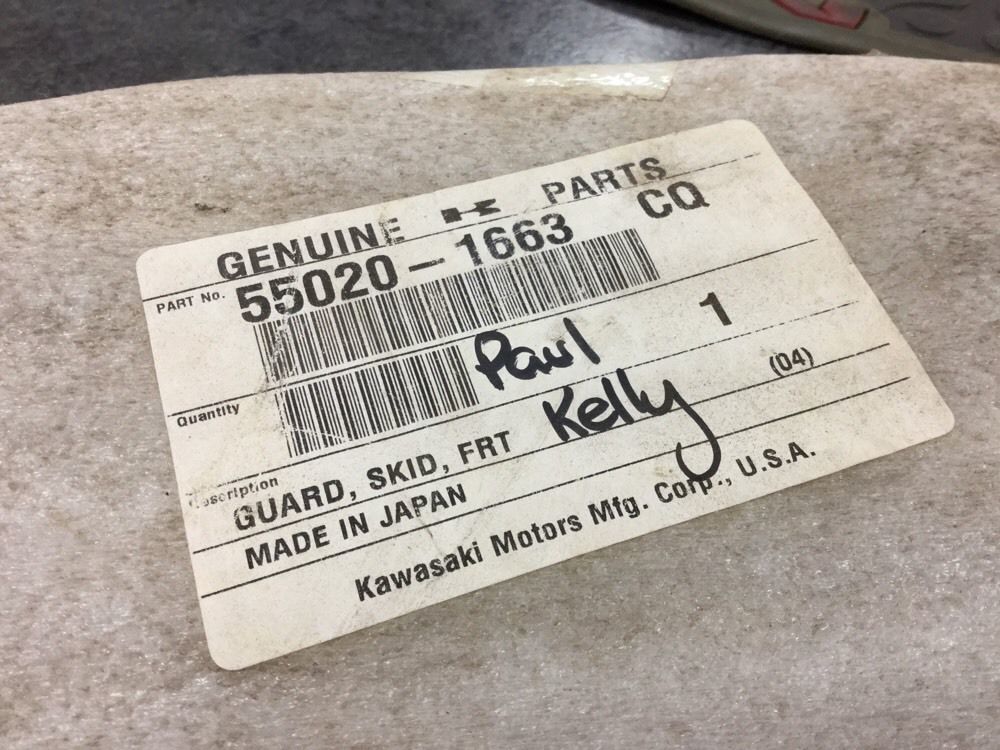 GENUINE PARTS
PART No. 55020-1663 CQ
Quantity 1
Paul
Kelly
(04)
Description
GUARD, SKID, FRT
MADE IN JAPAN
Kawasaki Motors Mfg. Corp., U.S.A.